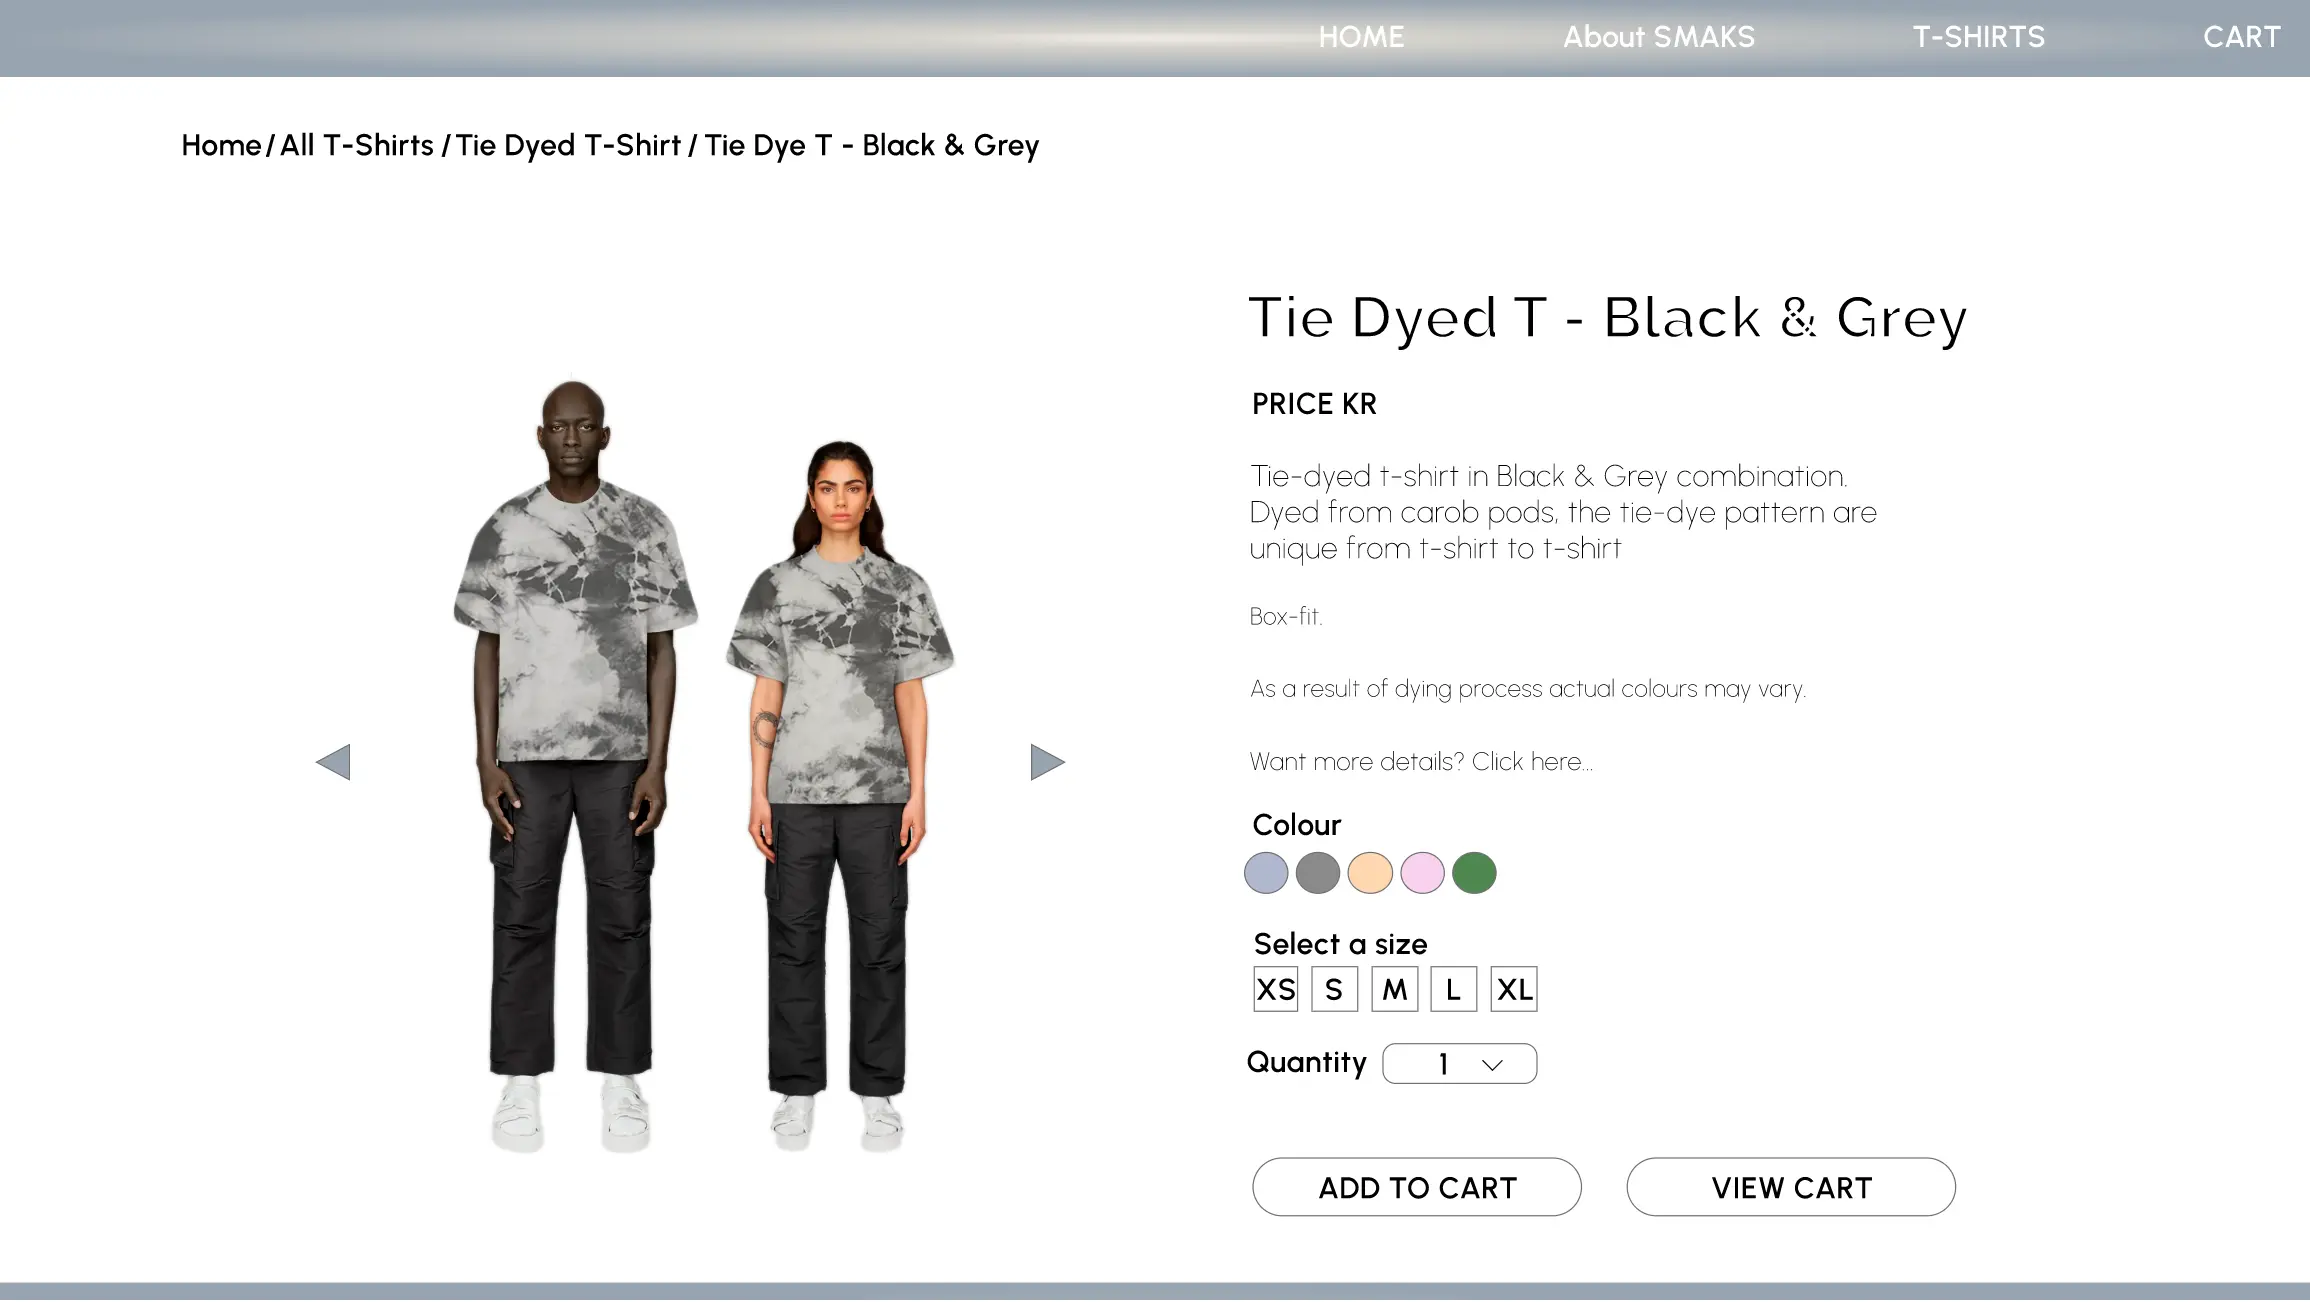 HOME About SMAKS T-SHIRTS CART
Home/All T-Shirts /Tie Dyed T-Shirt / Tie Dye T - Black & Grey
Tie Dyed T - Black & Grey
PRICE KR
Tie-dyed t-shirt in Black & Grey combination.
Dyed from carob pods, the tie-dye pattern are
unique from t-shirt to t-shirt
Box-fit.
As a result of dying process actual colours may vary.
Want more details? Click here...
Colour
Select a size
XS S M L XL
Quantity 1
ADD TO CART VIEW CART